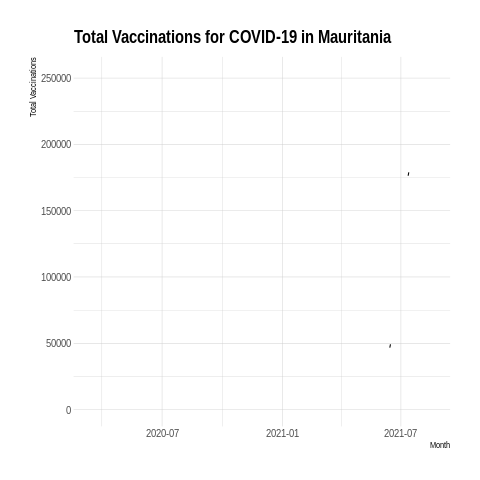 Total Vaccinations for COVID-19 in Mauritania
Total Vaccinations
250000
200000
150000
100000
50000
0
2020-07 2021-01 2021-07
Month